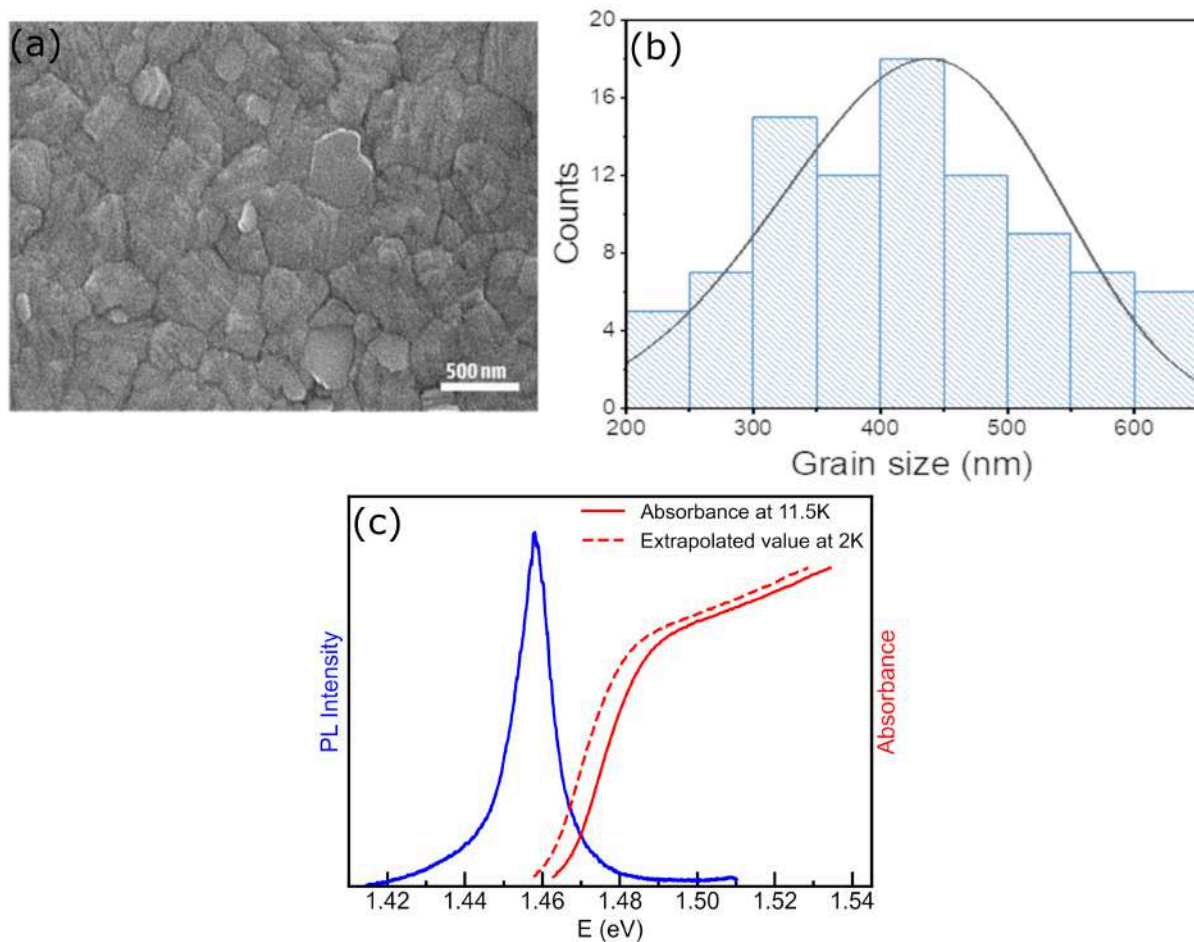 (a)
500 nm
(b)
20
16
12
8
4
0
Counts
200
300
400
500
600
Grain size (nm)
(c)
Absorbance at 11.5K
Extrapolated value at 2K
PL Intensity
Absorbance
1.42
1.44
1.46
1.48
1.50
1.52
1.54
E (eV)